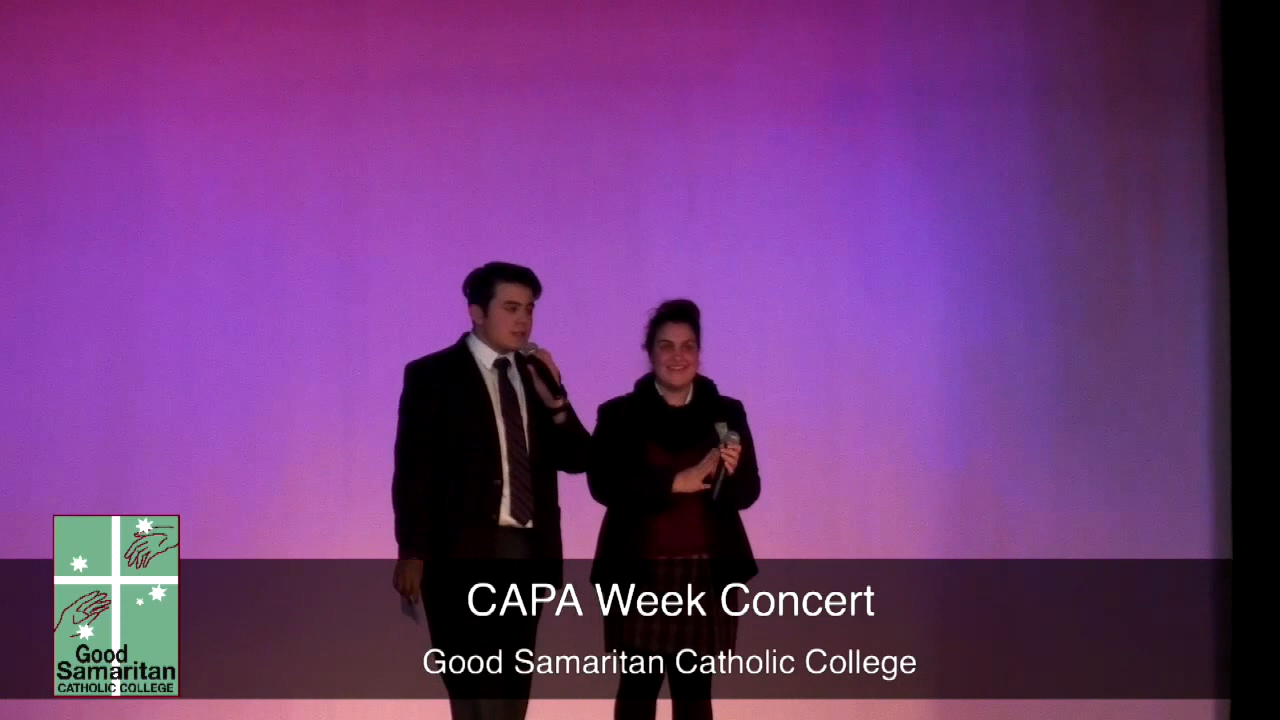 CAPA Week Concert
Good Samaritan Catholic College
Good
Samaritan
CATHOLIC COLLEGE